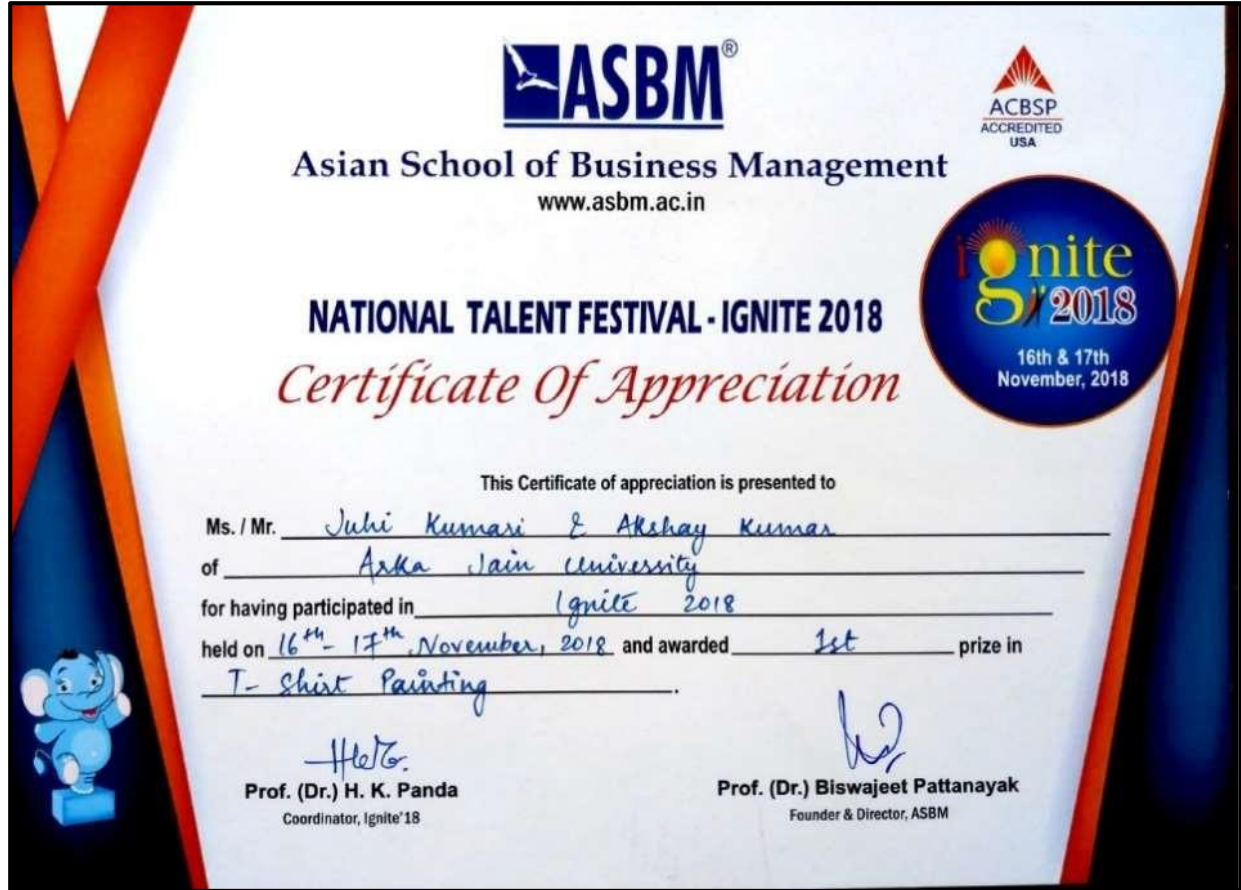 ASBM®
ACBSP
ACCREDITED
USA
Asian School of Business Management
www.asbm.ac.in
ignite
2018
16th & 17th
November, 2018
NATIONAL TALENT FESTIVAL - IGNITE 2018
Certificate Of Appreciation
This Certificate of appreciation is presented to
Ms. / Mr. Juhi Kumari & Akshay Kumar
of Arka Jain University
for having participated in Ignite 2018
held on 16th - 17th November, 2018 and awarded 1st prize in
T- Shirt Painting.
Prof. (Dr.) H. K. Panda
Coordinator, Ignite'18
Prof. (Dr.) Biswajeet Pattanayak
Founder & Director, ASBM